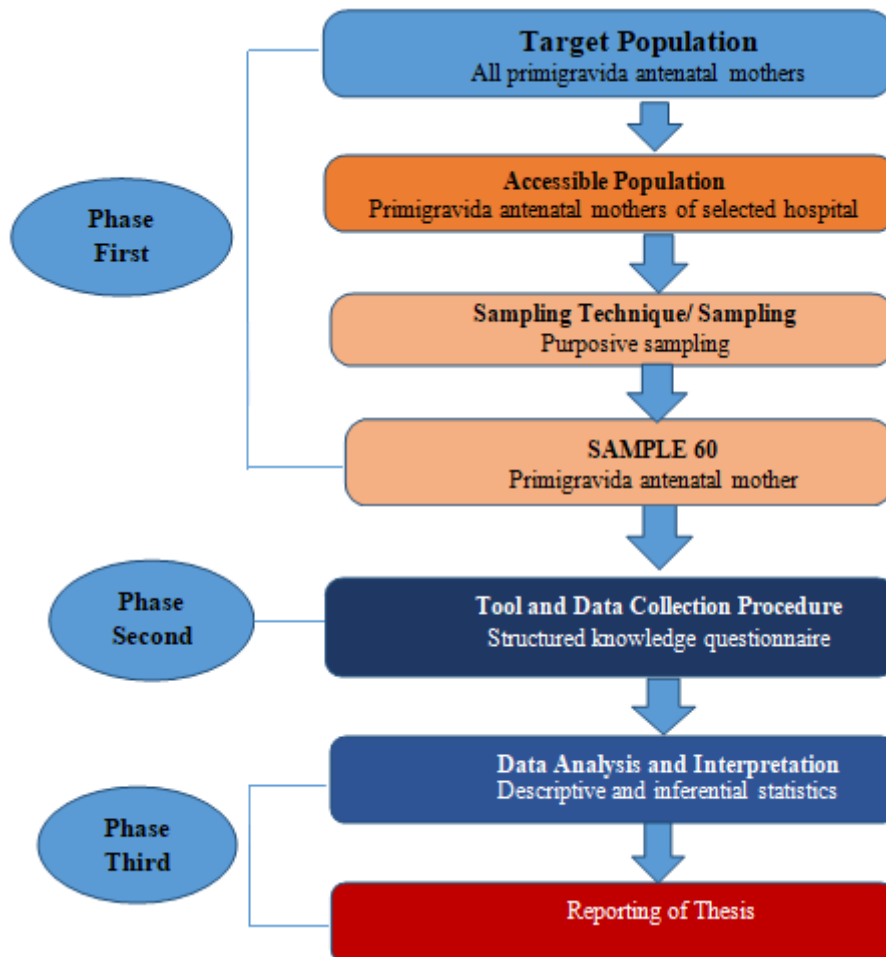 Target Population
All primigravida antenatal mothers
Accessible Population
Primigravida antenatal mothers of selected hospital
Phase
First
Sampling Technique/ Sampling
Purposive sampling
SAMPLE 60
Primigravida antenatal mother
Phase
Second
Tool and Data Collection Procedure
Structured knowledge questionnaire
Data Analysis and Interpretation
Descriptive and inferential statistics
Phase
Third
Reporting of Thesis